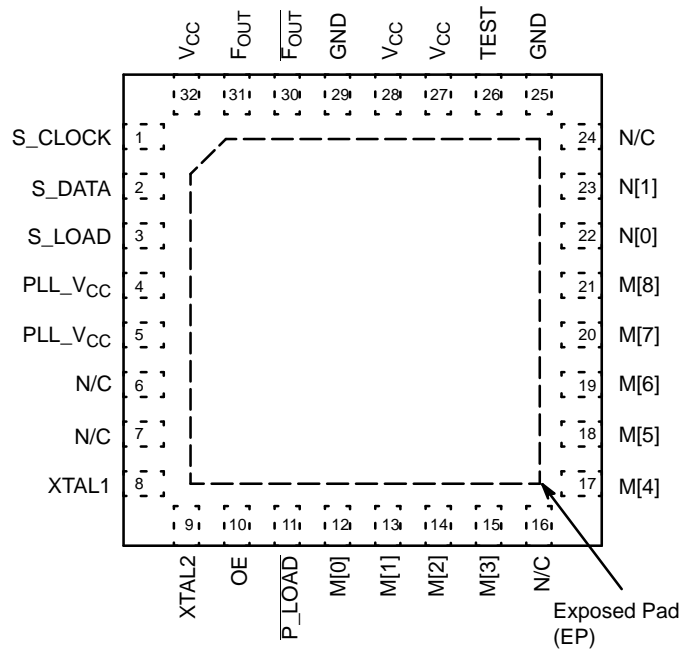 VCC
FOUT
FOUT
GND
VCC
VCC
TEST
GND
32
31
30
29
28
27
26
25
S_CLOCK
1
24
N/C
S_DATA
2
23
N[1]
S_LOAD
3
22
N[0]
PLL_VCC
4
21
M[8]
PLL_VCC
5
20
M[7]
N/C
6
19
M[6]
N/C
7
18
M[5]
XTAL1
8
17
M[4]
9
10
11
12
13
14
15
16
XTAL2
OE
P_LOAD
M[0]
M[1]
M[2]
M[3]
N/C
Exposed Pad
(EP)